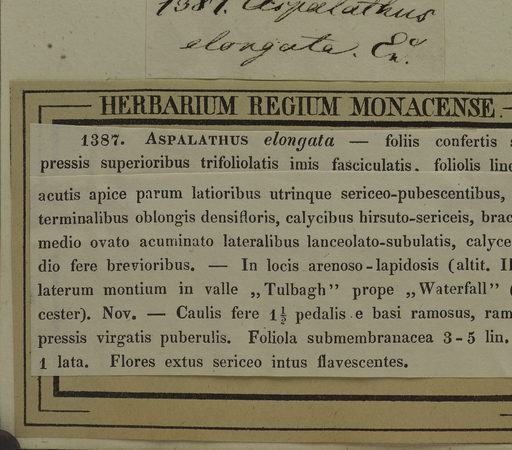 1387. Aspalathus
elongata. En.
HERBARIUM REGIUM MONACENSE.
1387. ASPALATHUS elongata — foliis confertis
pressis superioribus trifoliolatis imis fasciculatis. foliolis line
acutis apice parum latioribus utrinque sericeo-pubescentibus,
terminalibus oblongis densifloris, calycibus hirsuto-sericeis, brac
medio ovato acuminato lateralibus lanceolato-subulatis, calyce
dio fere brevioribus. — In locis arenoso-lapidosis (altit. II
laterum montium in valle „Tulbagh” prope „Waterfall” (
cester). Nov. — Caulis fere 1½ pedalis e basi ramosus, ram
pressis virgatis puberulis. Foliola submembranacea 3-5 lin.
1 lata. Flores extus sericeo intus flavescentes.